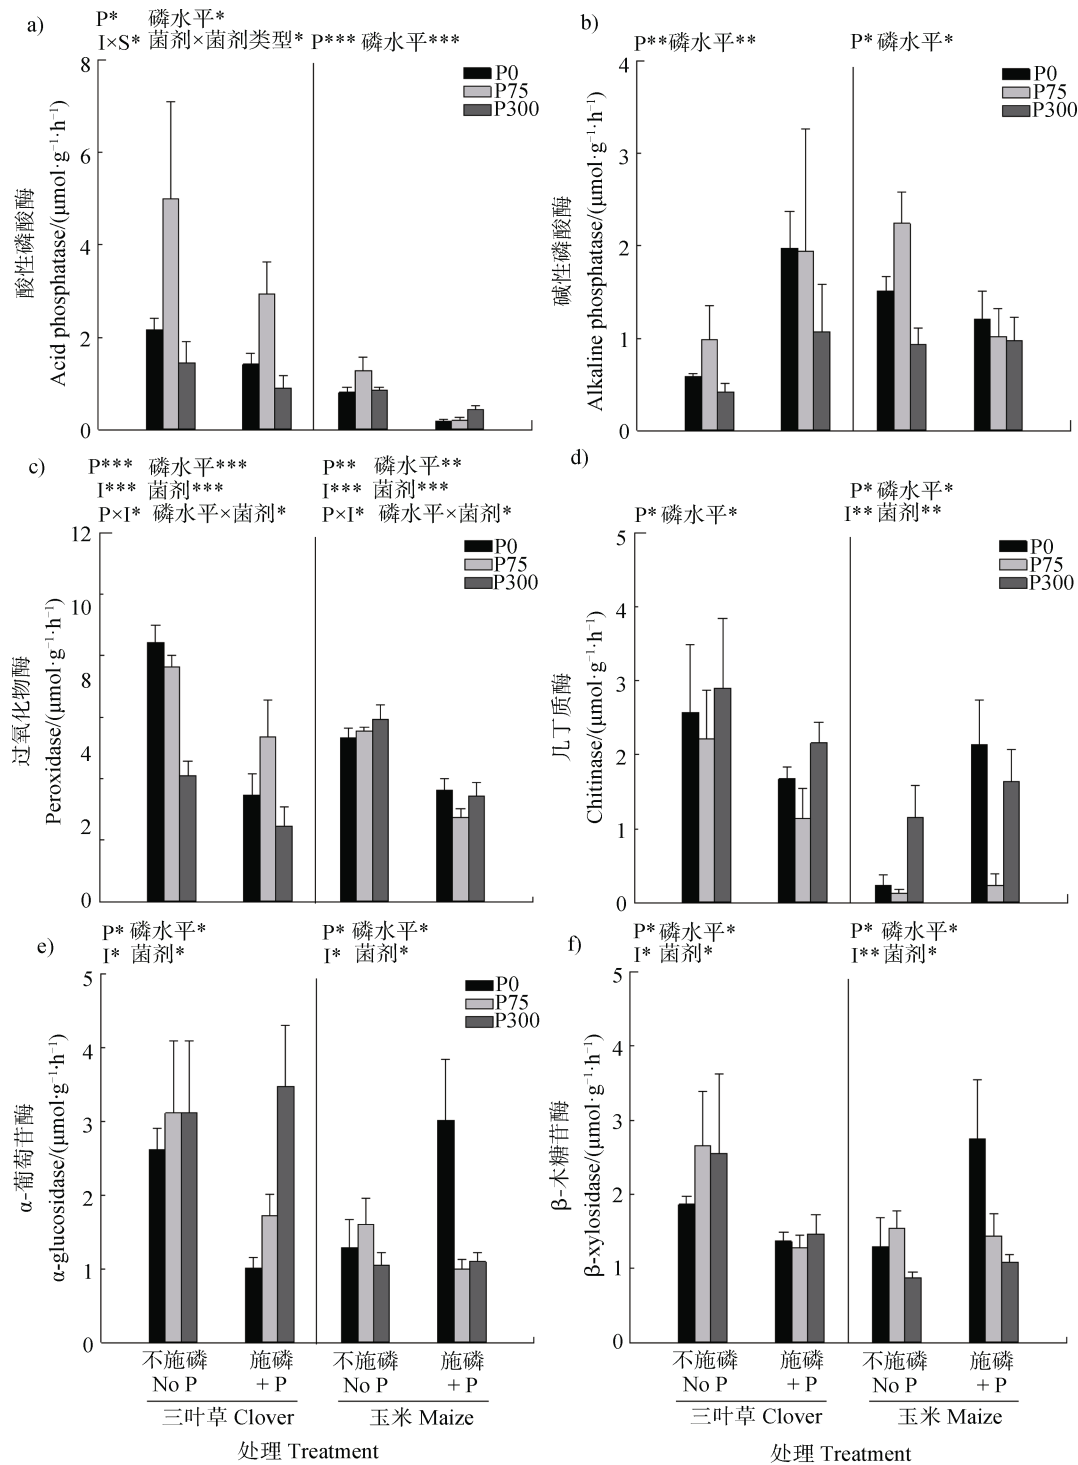 a)
P* 磷水平*
I×S* 菌剂×菌剂类型*
P*** 磷水平***
P0
P75
P300
8
6
4
2
0
酸性磷酸酶
Acid phosphatase/(μmol·g⁻¹·h⁻¹)
b)
P**磷水平**
P* 磷水平*
P0
P75
P300
4
3
2
1
0
碱性磷酸酶
Alkaline phosphatase/(μmol·g⁻¹·h⁻¹)
c)
P*** 磷水平***
I*** 菌剂***
P×I* 磷水平×菌剂*
P** 磷水平**
I*** 菌剂***
P×I* 磷水平×菌剂*
P0
P75
P300
12
10
8
4
2
0
过氧化物酶
Peroxidase/(μmol·g⁻¹·h⁻¹)
d)
P* 磷水平*
P* 磷水平*
I** 菌剂**
P0
P75
P300
5
4
3
2
1
0
几丁质酶
Chitinase/(μmol·g⁻¹·h⁻¹)
e)
P* 磷水平*
I* 菌剂*
P* 磷水平*
I* 菌剂*
P0
P75
P300
5
4
3
2
1
0
α-葡萄苷酶
α-glucosidase/(μmol·g⁻¹·h⁻¹)
不施磷 施磷 不施磷 施磷
No P + P No P + P
三叶草 Clover 玉米 Maize
处理 Treatment
f)
P* 磷水平*
I* 菌剂*
P* 磷水平*
I** 菌剂*
5
4
3
2
1
0
β-木糖苷酶
β-xylosidase/(μmol·g⁻¹·h⁻¹)
不施磷 施磷 不施磷 施磷
No P + P No P + P
三叶草 Clover 玉米 Maize
处理 Treatment